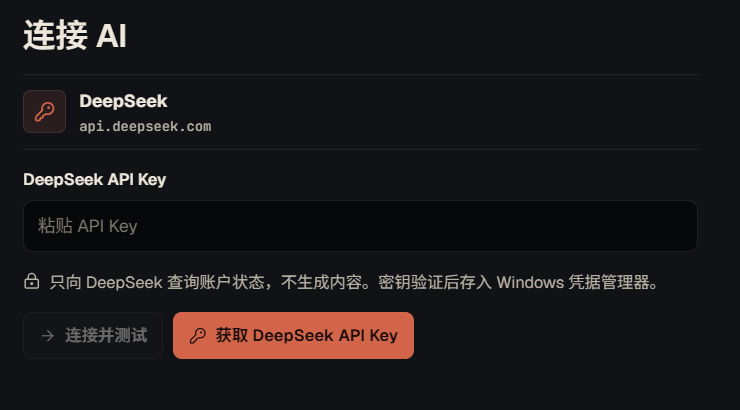 连接 AI
DeepSeek
api.deepseek.com
DeepSeek API Key
粘贴 API Key
只向 DeepSeek 查询账户状态，不生成内容。密钥验证后存入 Windows 凭据管理器。
连接并测试
获取 DeepSeek API Key